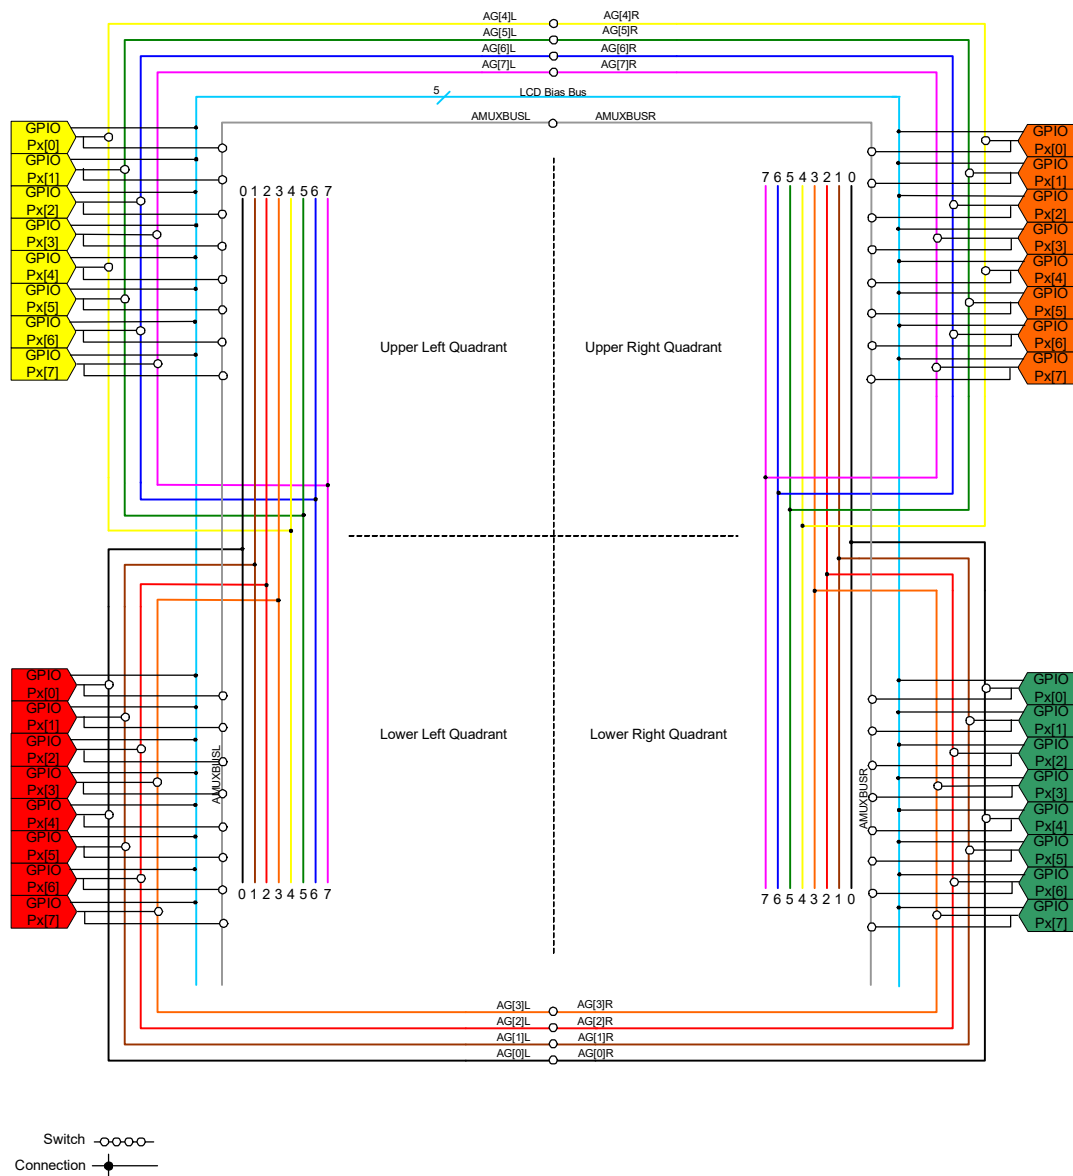 AG[4]L AG[4]R
AG[5]L AG[5]R
AG[6]L AG[6]R
AG[7]L AG[7]R
5 LCD Bias Bus
AMUXBUSL AMUXBUSR
GPIO
Px[0]
GPIO
Px[1]
GPIO
Px[2]
GPIO
Px[3]
GPIO
Px[4]
GPIO
Px[5]
GPIO
Px[6]
GPIO
Px[7]
0 1 2 3 4 5 6 7
7 6 5 4 3 2 1 0
GPIO
Px[0]
GPIO
Px[1]
GPIO
Px[2]
GPIO
Px[3]
GPIO
Px[4]
GPIO
Px[5]
GPIO
Px[6]
GPIO
Px[7]
Upper Left Quadrant
Upper Right Quadrant
GPIO
Px[0]
GPIO
Px[1]
GPIO
Px[2]
GPIO
Px[3]
GPIO
Px[4]
GPIO
Px[5]
GPIO
Px[6]
GPIO
Px[7]
AMUXBUSL
Lower Left Quadrant
Lower Right Quadrant
AMUXBUSR
GPIO
Px[0]
GPIO
Px[1]
GPIO
Px[2]
GPIO
Px[3]
GPIO
Px[4]
GPIO
Px[5]
GPIO
Px[6]
GPIO
Px[7]
0 1 2 3 4 5 6 7
7 6 5 4 3 2 1 0
AG[3]L AG[3]R
AG[2]L AG[2]R
AG[1]L AG[1]R
AG[0]L AG[0]R
Switch
Connection